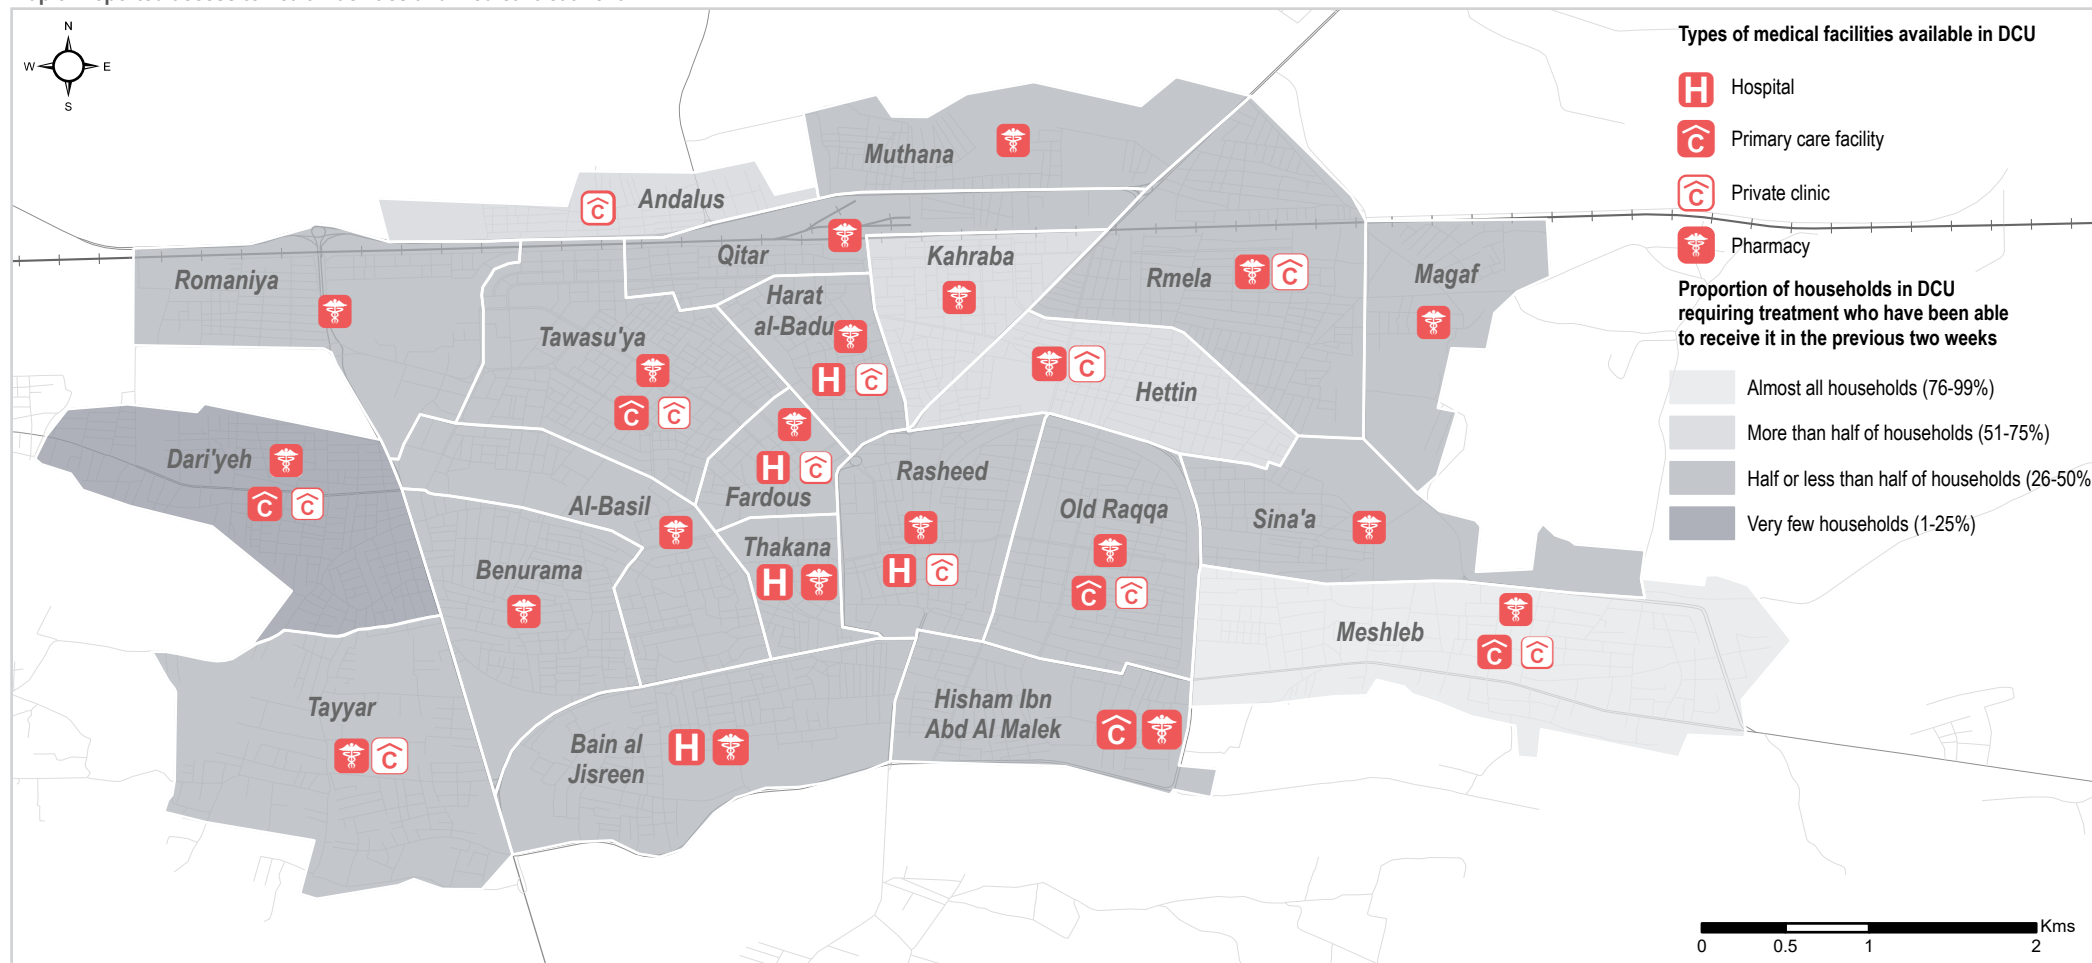 N
W
E
S
Types of medical facilities available in DCU
H Hospital
C Primary care facility
C Private clinic
Pharmacy
Proportion of households in DCU
requiring treatment who have been able
to receive it in the previous two weeks
Almost all households (76-99%)
More than half of households (51-75%)
Half or less than half of households (26-50%
Very few households (1-25%)
Muthana
Andalus
C
Qitar
Kahraba
Romaniya
Rmela
C
Magaf
Harat
al-Badu
H C
Tawasu'ya
C C
C
Hettin
Dari'yeh
C C
H C
Fardous
Rasheed
H C
Al-Basil
Old Raqqa
C C
Sina'a
Thakana
H
Benurama
Meshleb
C C
Tayyar
C
Bain al
Jisreen
H
Hisham Ibn
Abd Al Malek
C
Kms
0 0.5 1 2